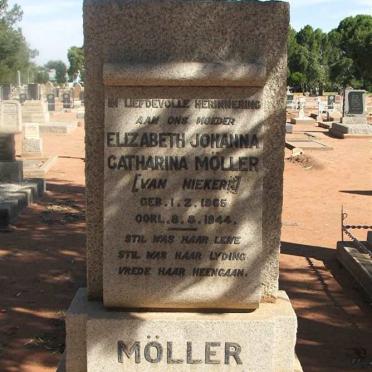 IN LIEFDEVOLLE HERINNERING
AAN ONS MOEDER
ELIZABETH JOHANNA
CATHARINA MÖLLER
[VAN NIEKERK]
GEB. 1. 2. 1865
OORL. 8. 8. 1944.
STIL WAS HAAR LEWE
STIL WAS HAAR LYDING
VREDE HAAR HEENGAAN.
MÖLLER